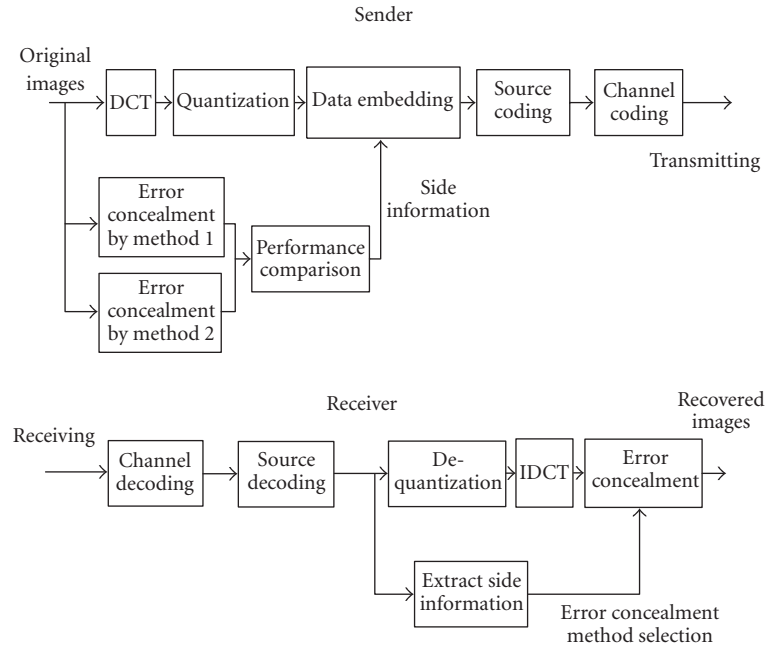 Sender
Original
images
DCT
Quantization
Data embedding
Source
coding
Channel
coding
Transmitting
Error
concealment
by method 1
Side
information
Performance
comparison
Error
concealment
by method 2
Receiver
Recovered
images
Receiving
Channel
decoding
Source
decoding
De-
quantization
IDCT
Error
concealment
Extract side
information
Error concealment
method selection